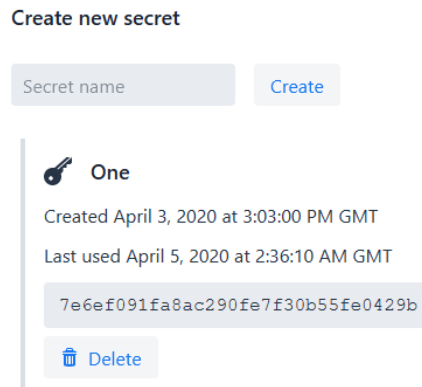 Create new secret
Secret name
Create
One
Created April 3, 2020 at 3:03:00 PM GMT
Last used April 5, 2020 at 2:36:10 AM GMT
7e6ef091fa8ac290fe7f30b55fe0429b
Delete